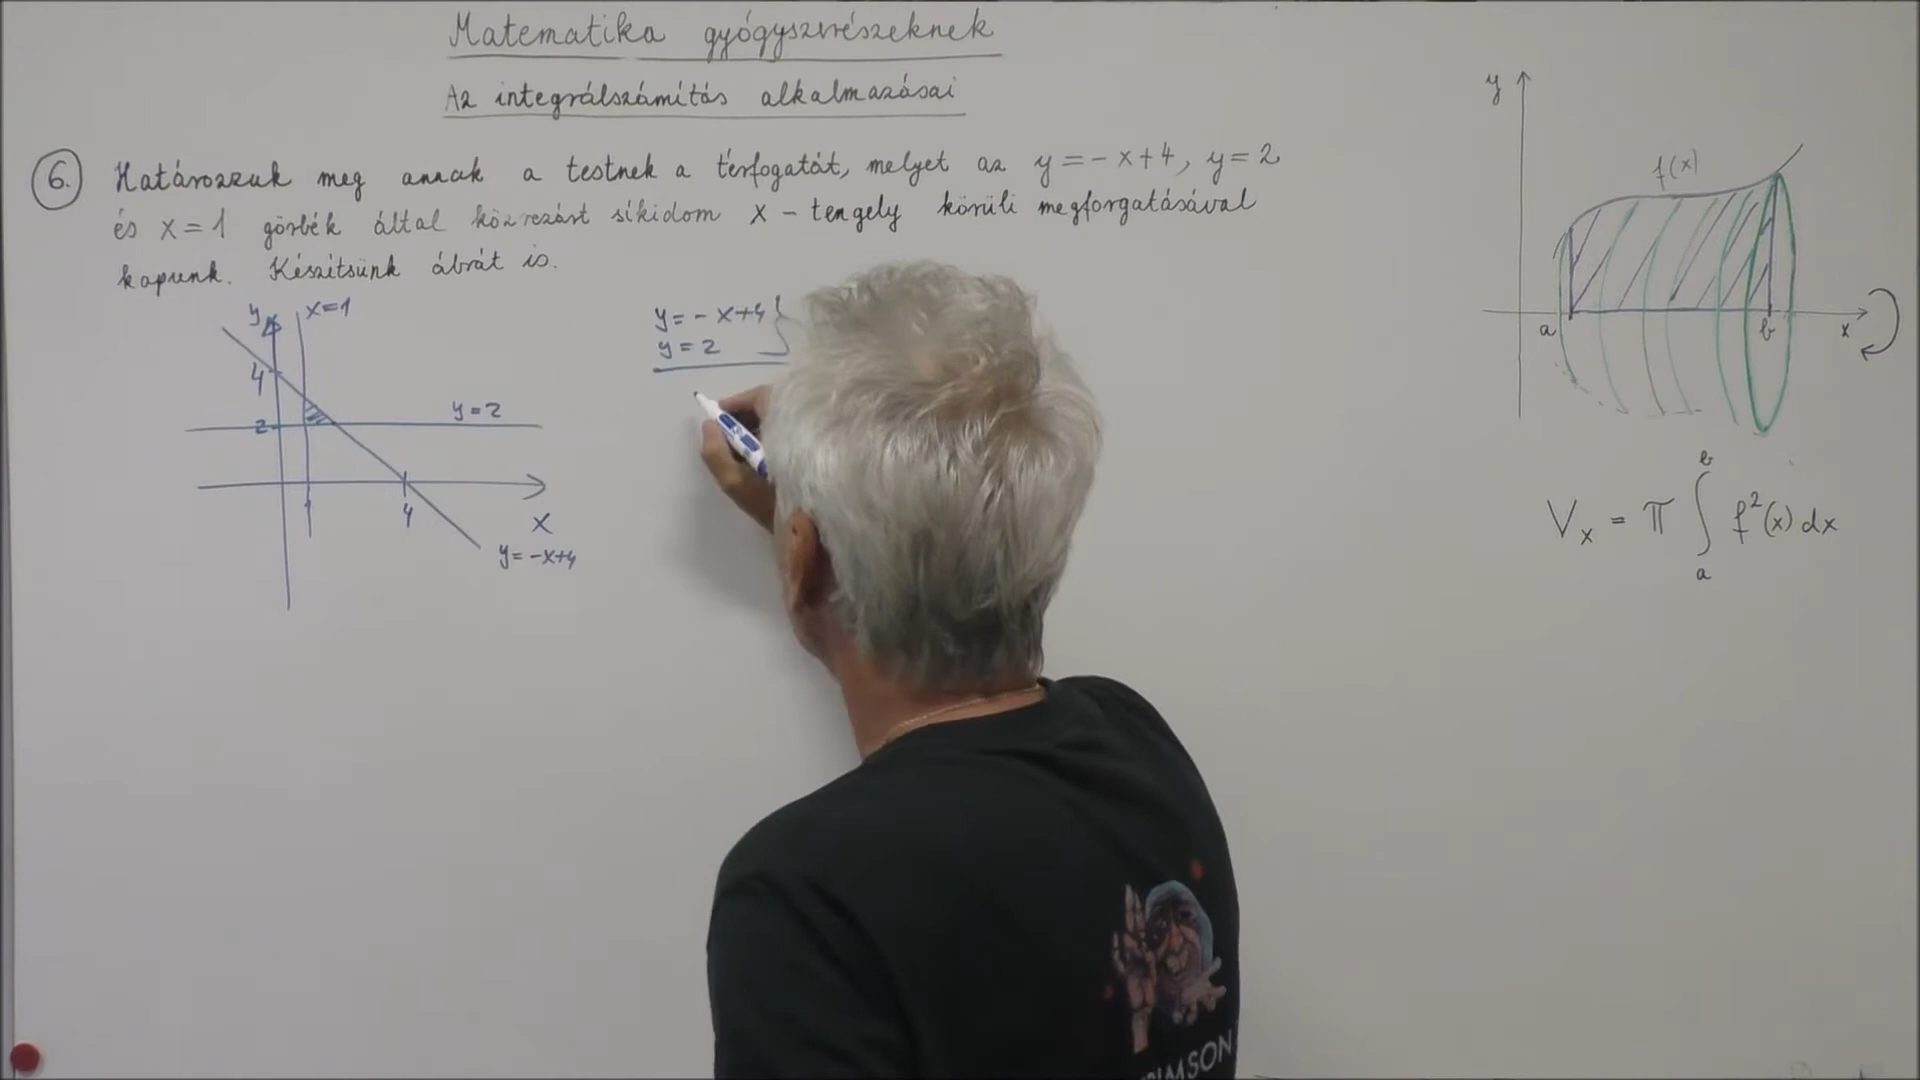 Matematika gyógyszerészeknek
Az integrálszámítás alkalmazásai
6. Határozzuk meg annak a testnek a térfogatát, melyet az y = - x + 4, y = 2
és x = 1 görbék által közrezárt síkidom x - tengely körüli megforgatásával
kapunk. Készítsünk ábrát is.
y
x=1
4
y=2
2
1
4
x
y=-x+4
y=-x+4
y=2
y
f(x)
a
b
x
Vx = π ∫ab f²(x) dx
IMSON